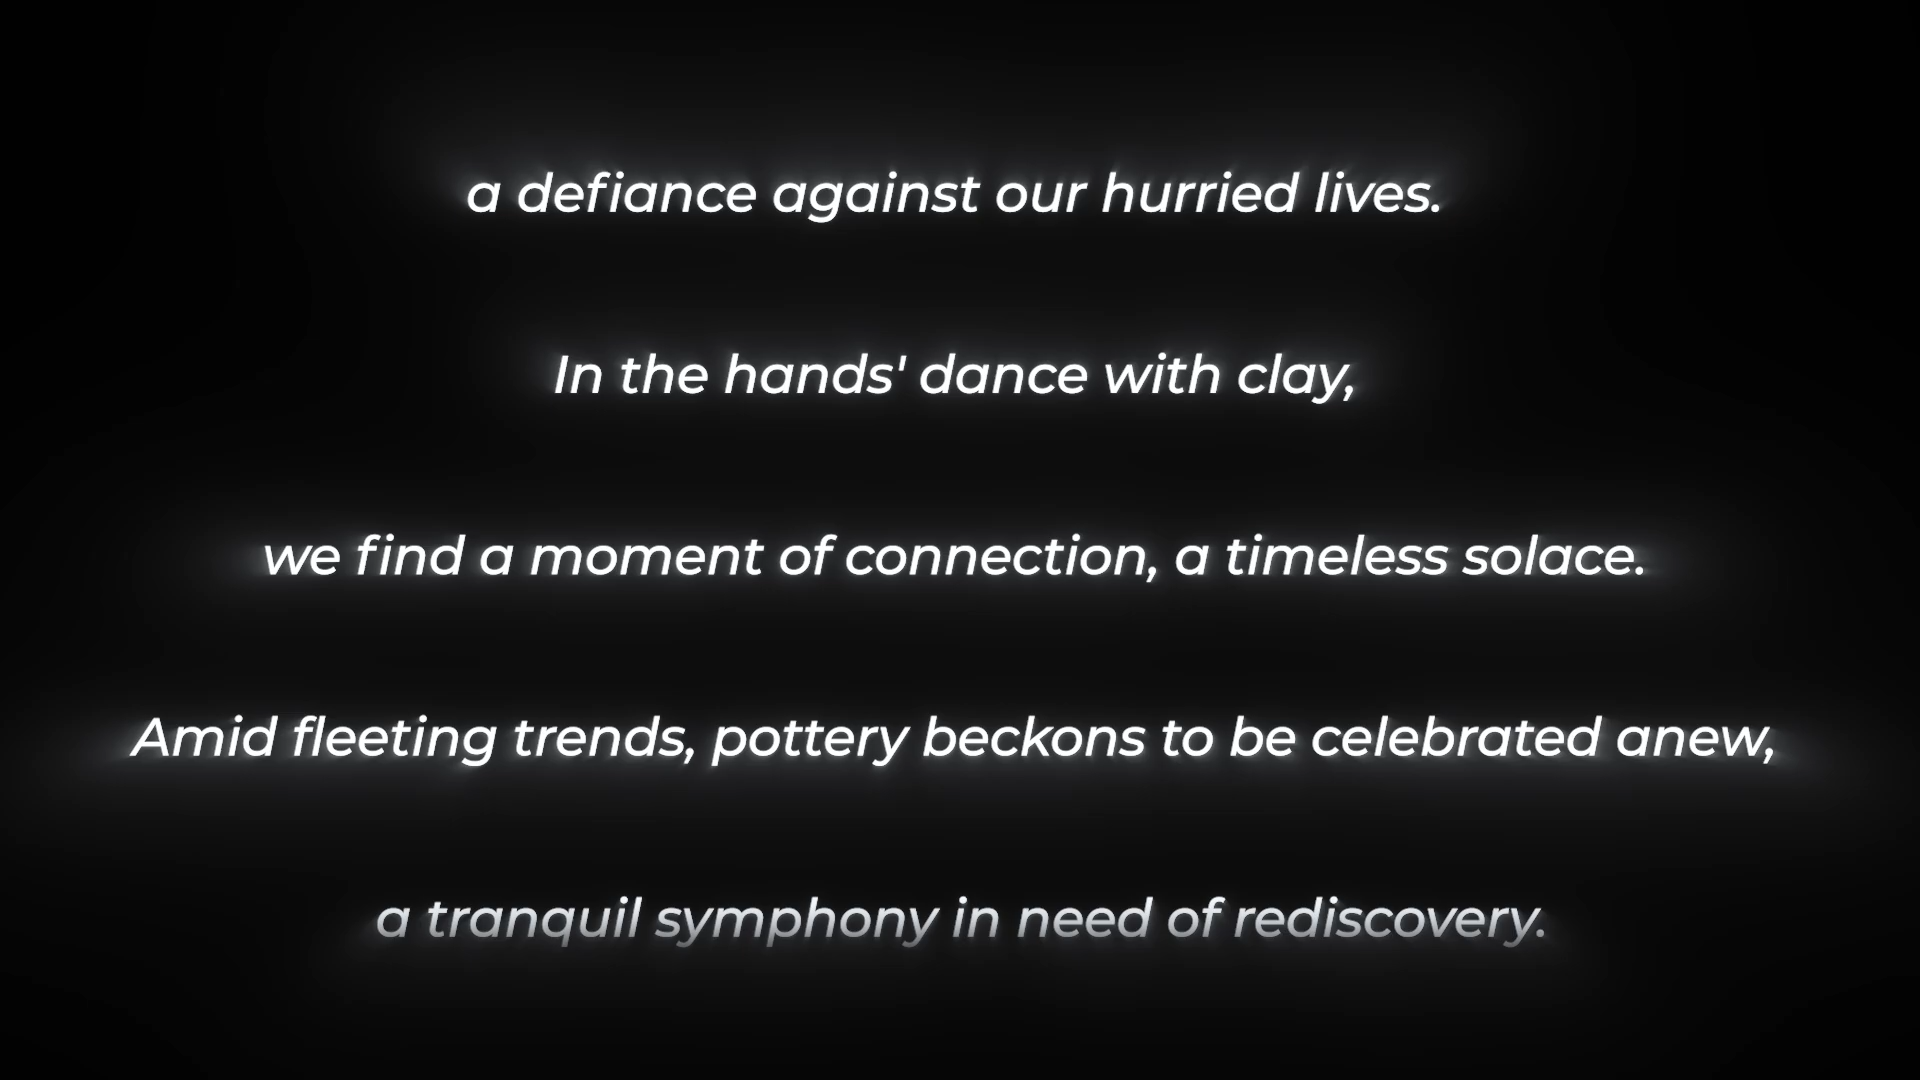 a defiance against our hurried lives.
In the hands' dance with clay,
we find a moment of connection, a timeless solace.
Amid fleeting trends, pottery beckons to be celebrated anew,
a tranquil symphony in need of rediscovery.